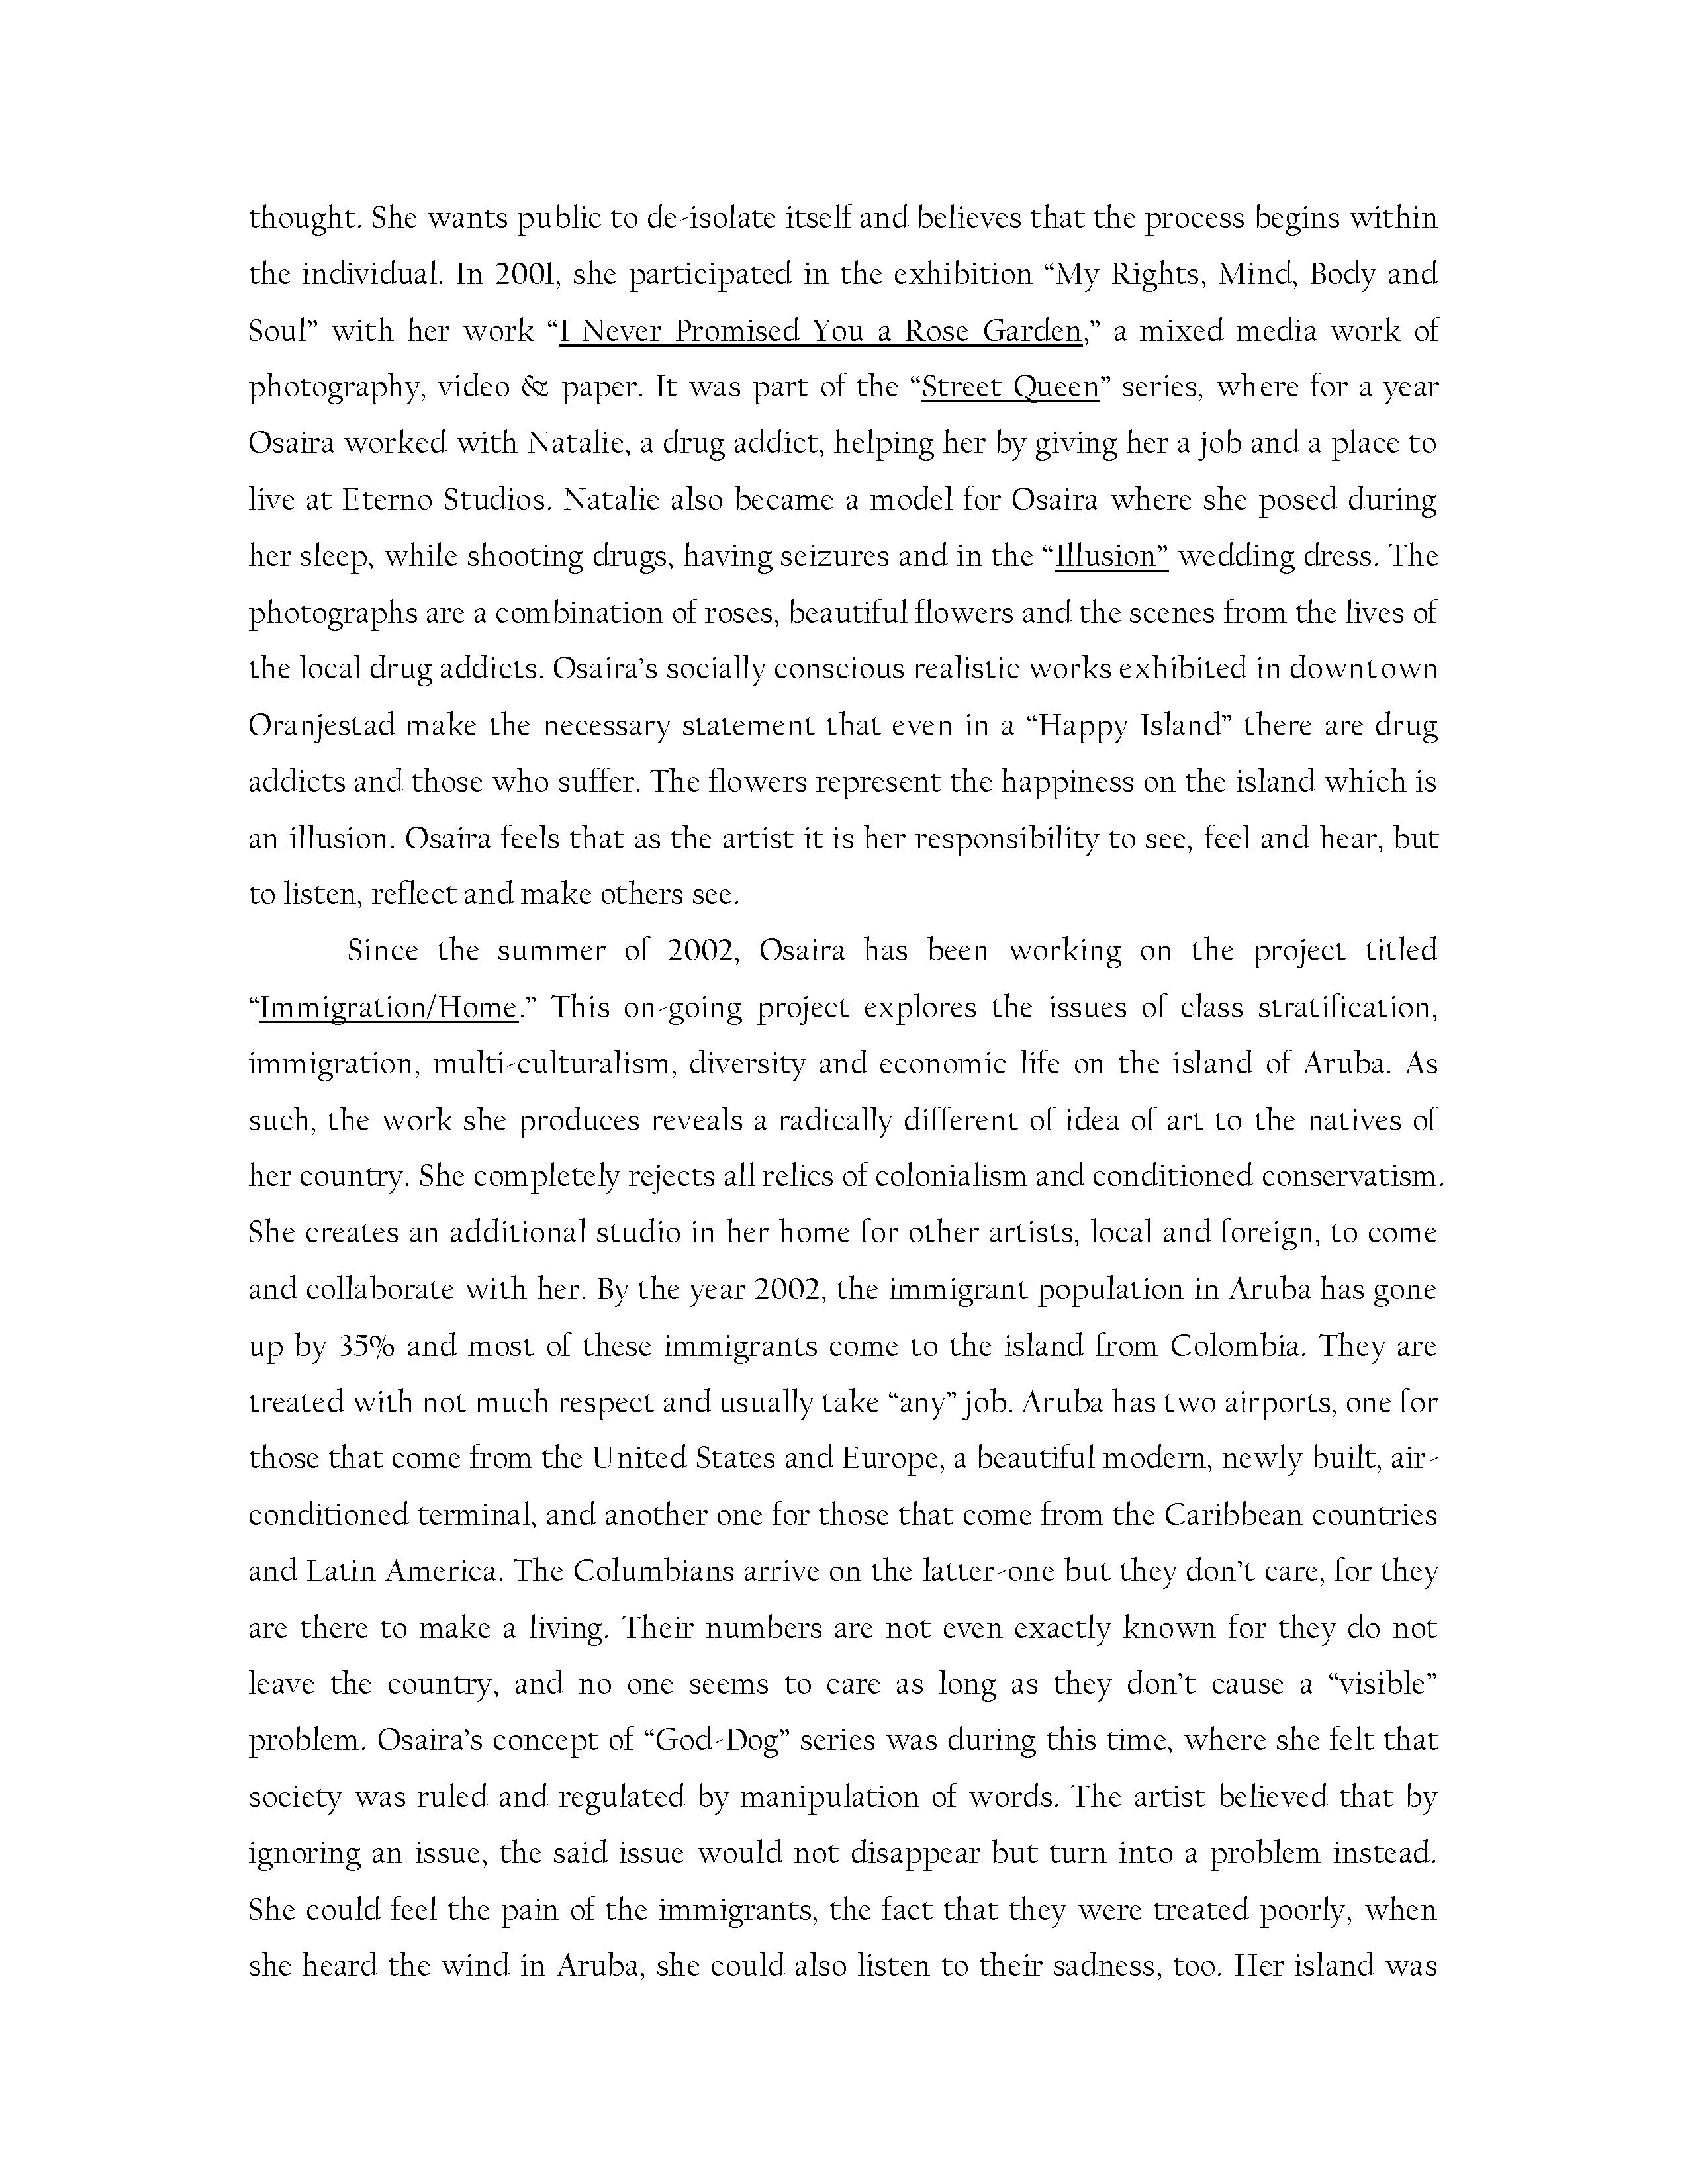 thought. She wants public to de-isolate itself and believes that the process begins within
the individual. In 2001, she participated in the exhibition “My Rights, Mind, Body and
Soul” with her work “I Never Promised You a Rose Garden,” a mixed media work of
photography, video & paper. It was part of the “Street Queen” series, where for a year
Osaira worked with Natalie, a drug addict, helping her by giving her a job and a place to
live at Eterno Studios. Natalie also became a model for Osaira where she posed during
her sleep, while shooting drugs, having seizures and in the “Illusion” wedding dress. The
photographs are a combination of roses, beautiful flowers and the scenes from the lives of
the local drug addicts. Osaira’s socially conscious realistic works exhibited in downtown
Oranjestad make the necessary statement that even in a “Happy Island” there are drug
addicts and those who suffer. The flowers represent the happiness on the island which is
an illusion. Osaira feels that as the artist it is her responsibility to see, feel and hear, but
to listen, reflect and make others see.
Since the summer of 2002, Osaira has been working on the project titled
“Immigration/Home.” This on-going project explores the issues of class stratification,
immigration, multi-culturalism, diversity and economic life on the island of Aruba. As
such, the work she produces reveals a radically different of idea of art to the natives of
her country. She completely rejects all relics of colonialism and conditioned conservatism.
She creates an additional studio in her home for other artists, local and foreign, to come
and collaborate with her. By the year 2002, the immigrant population in Aruba has gone
up by 35% and most of these immigrants come to the island from Colombia. They are
treated with not much respect and usually take “any” job. Aruba has two airports, one for
those that come from the United States and Europe, a beautiful modern, newly built, air-
conditioned terminal, and another one for those that come from the Caribbean countries
and Latin America. The Columbians arrive on the latter-one but they don’t care, for they
are there to make a living. Their numbers are not even exactly known for they do not
leave the country, and no one seems to care as long as they don’t cause a “visible”
problem. Osaira’s concept of “God-Dog” series was during this time, where she felt that
society was ruled and regulated by manipulation of words. The artist believed that by
ignoring an issue, the said issue would not disappear but turn into a problem instead.
She could feel the pain of the immigrants, the fact that they were treated poorly, when
she heard the wind in Aruba, she could also listen to their sadness, too. Her island was